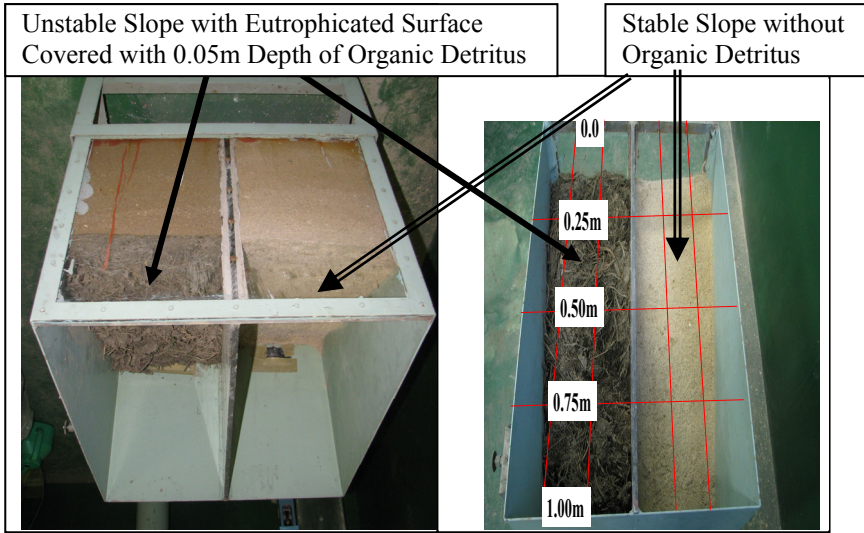 Unstable Slope with Eutrophicated Surface
Covered with 0.05m Depth of Organic Detritus
Stable Slope without
Organic Detritus
0.0
0.25m
0.50m
0.75m
1.00m